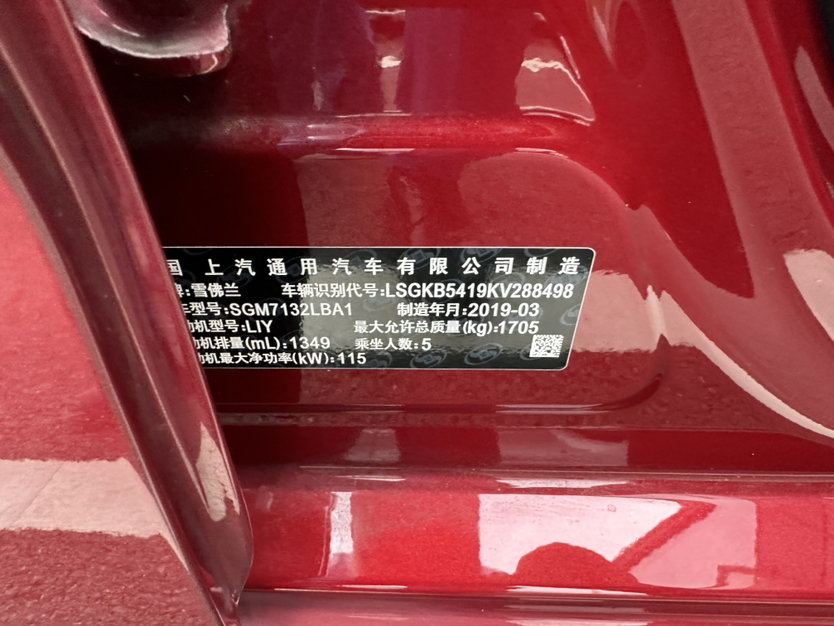 国 上汽通用汽车有限公司制造
牌:雪佛兰 车辆识别代号:LSGKB5419KV288498
车型号:SGM7132LBA1 制造年月:2019-03
动机型号:LIY 最大允许总质量(kg):1705
动机排量(mL):1349 乘坐人数:5
动机最大净功率(kW):115